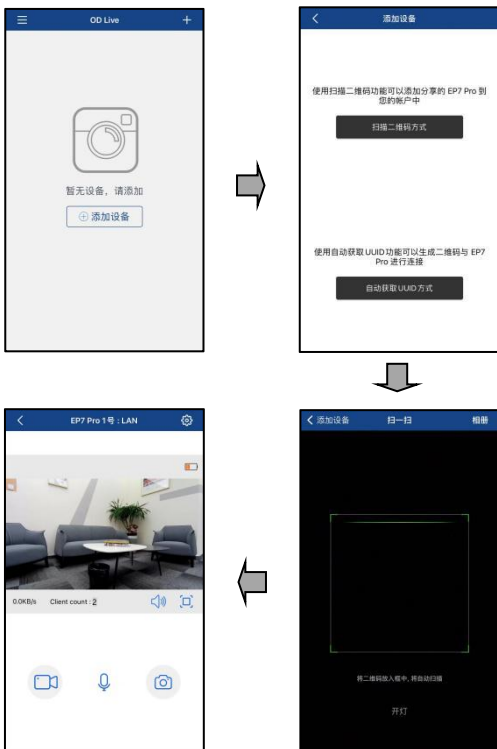 OD Live
暂无设备，请添加
添加设备
添加设备
使用扫描二维码功能可以添加分享的 EP7 Pro 到
您的帐户中
扫描二维码方式
使用自动获取 UUID 功能可以生成二维码与 EP7
Pro 进行连接
自动获取 UUID 方式
添加设备 扫一扫 相册
将二维码放入框中, 将自动扫描
开灯
EP7 Pro 1号 : LAN
0.0KB/s Client count : 2